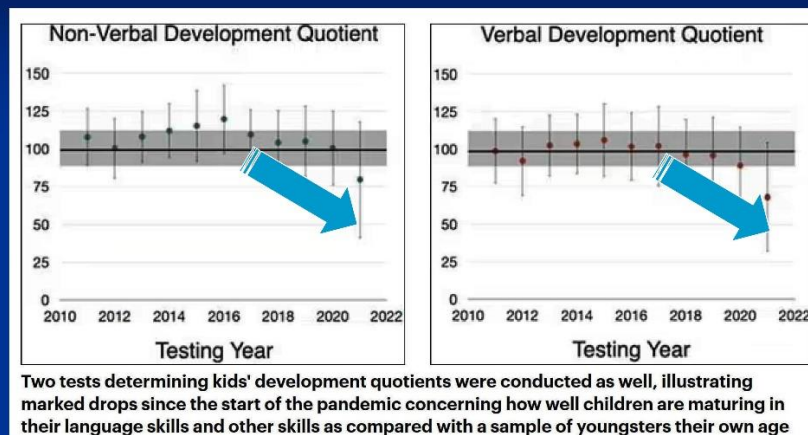 Non-Verbal Development Quotient
150
125
100
75
50
25
0
2010 2012 2014 2016 2018 2020 2022
Testing Year
Verbal Development Quotient
150
125
100
75
50
25
0
2010 2012 2014 2016 2018 2020 2022
Testing Year
Two tests determining kids' development quotients were conducted as well, illustrating
marked drops since the start of the pandemic concerning how well children are maturing in
their language skills and other skills as compared with a sample of youngsters their own age